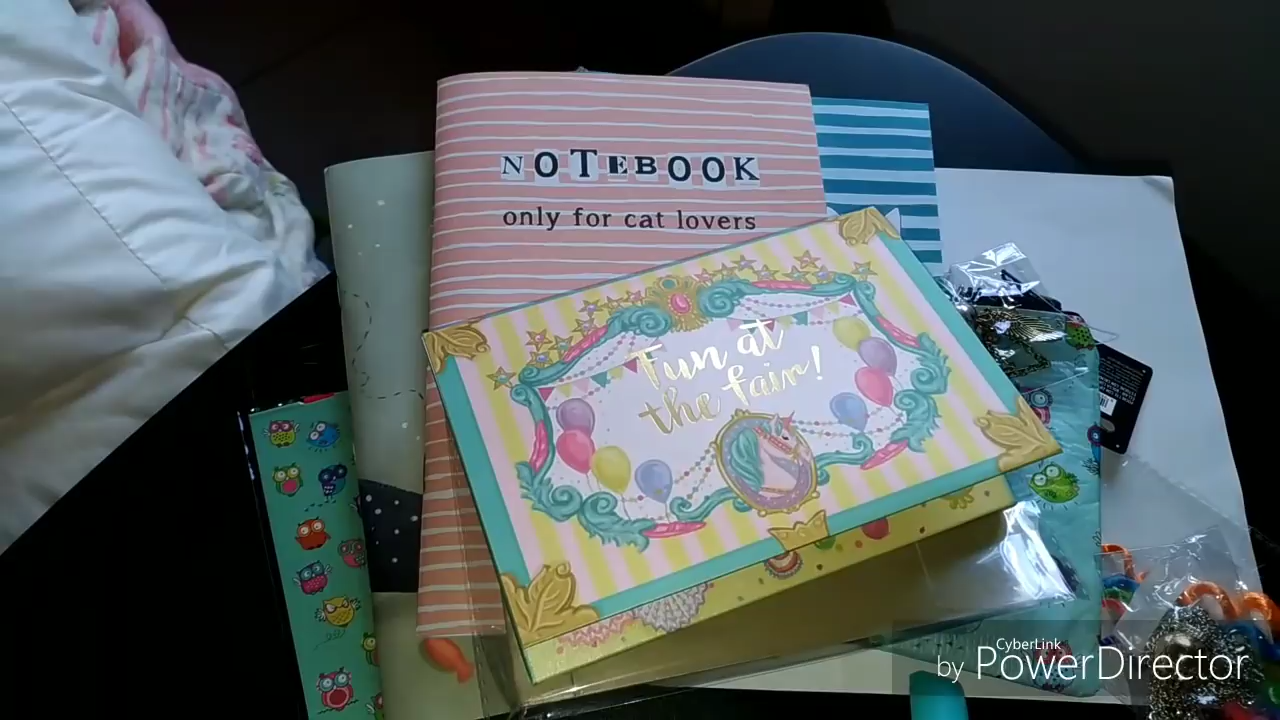 NOTEBOOK
only for cat lovers
Fun at
the fair!
CyberLink
by PowerDirector